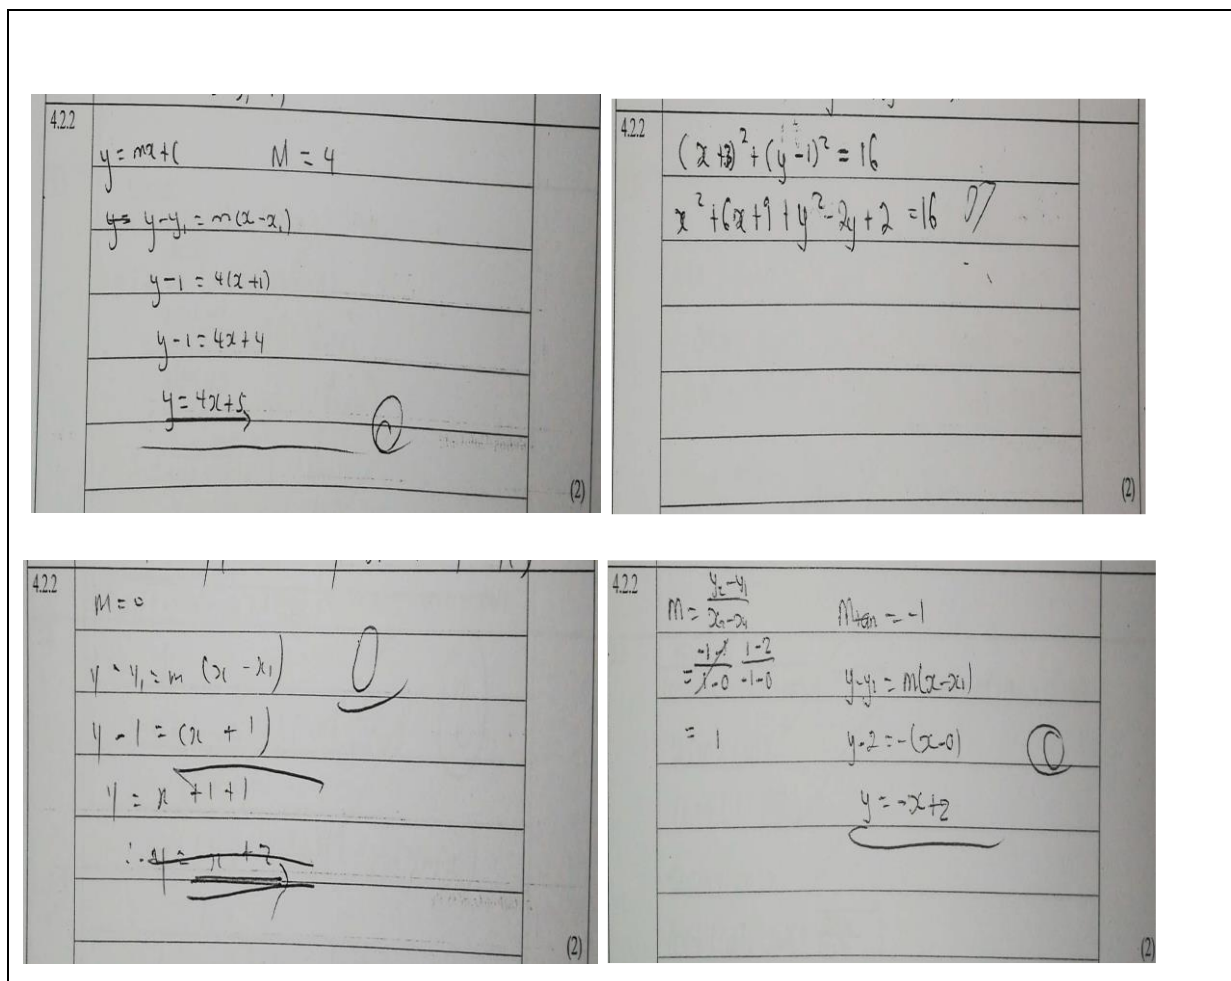 4.2.2
y = mx + c M = 4
y - y₁ = m(x - x₁)
y - 1 = 4(x + 1)
y - 1 = 4x + 4
y = 4x + 5
0
(2)
4.2.2
(x + 3)² + (y - 1)² = 16
x² + 6x + 9 + y² - 2y + 2 = 16 0
(2)
4.2.2
M = 0
y - y₁ = m (x - x₁) 0
y - 1 = (x + 1)
y = x + 1 + 1
∴ y = x + 2
(2)
4.2.2
M = y₂ - y₁ / x₂ - x₁ Mtan = -1
= 1 - 2 / -1 - 0 y - y₁ = m(x - x₁)
= 1 y - 2 = -(x - 0) 0
y = -x + 2
(2)